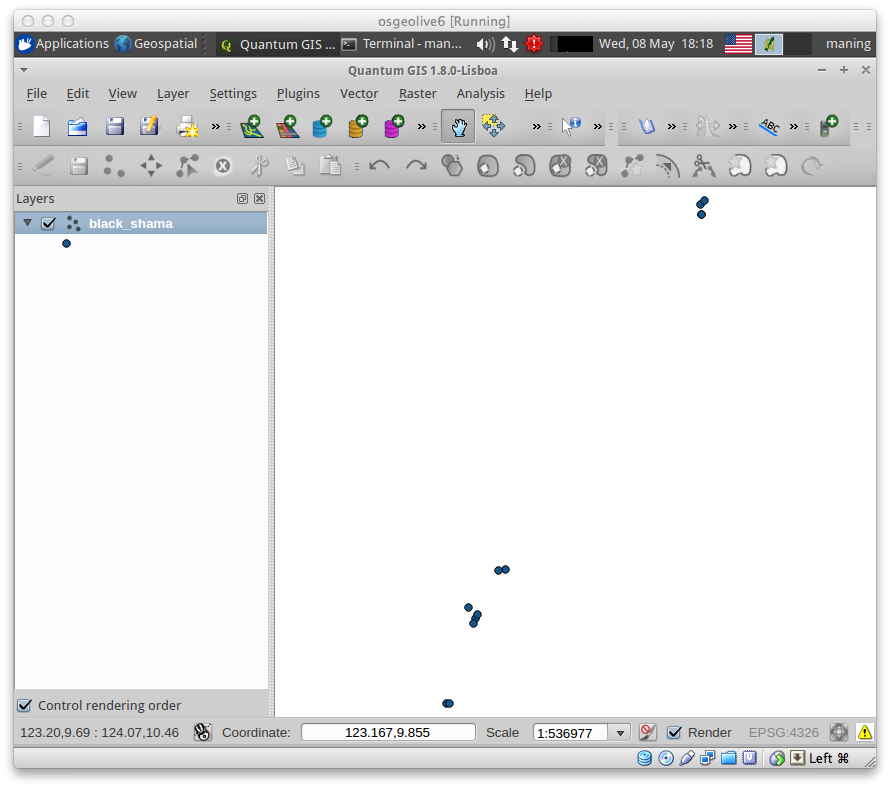 osgeolive6 [Running]
Applications Geospatial Quantum GIS ... Terminal - man... Wed, 08 May 18:18 maning
Quantum GIS 1.8.0-Lisboa
File Edit View Layer Settings Plugins Vector Raster Analysis Help
ABC
Layers
black_shama
Control rendering order
123.20,9.69 : 124.07,10.46 Coordinate: 123.167,9.855 Scale 1:536977 Render EPSG:4326
Left ⌘